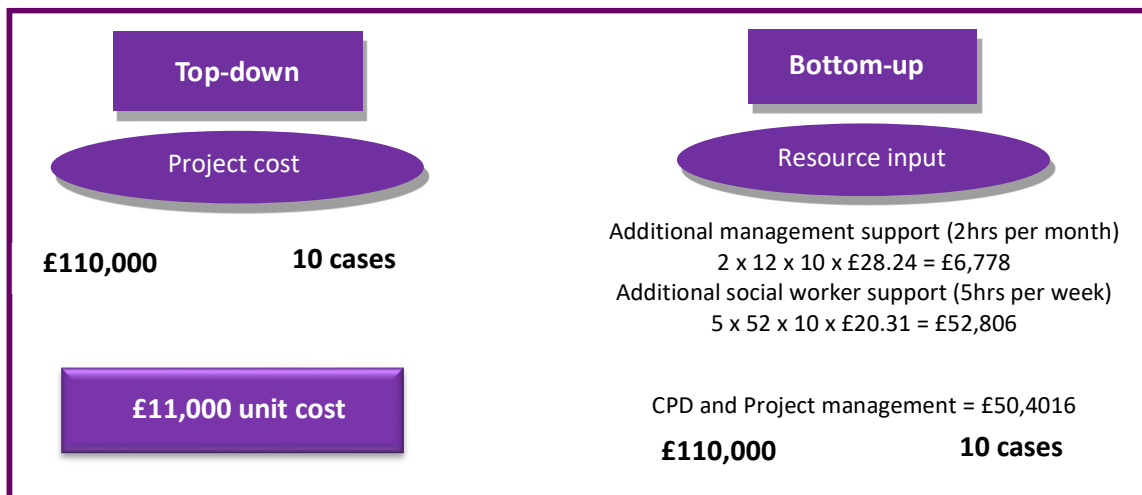 Top-down
Project cost
£110,000
10 cases
£11,000 unit cost
Bottom-up
Resource input
Additional management support (2hrs per month)
2 x 12 x 10 x £28.24 = £6,778
Additional social worker support (5hrs per week)
5 x 52 x 10 x £20.31 = £52,806
CPD and Project management = £50,4016
£110,000
10 cases